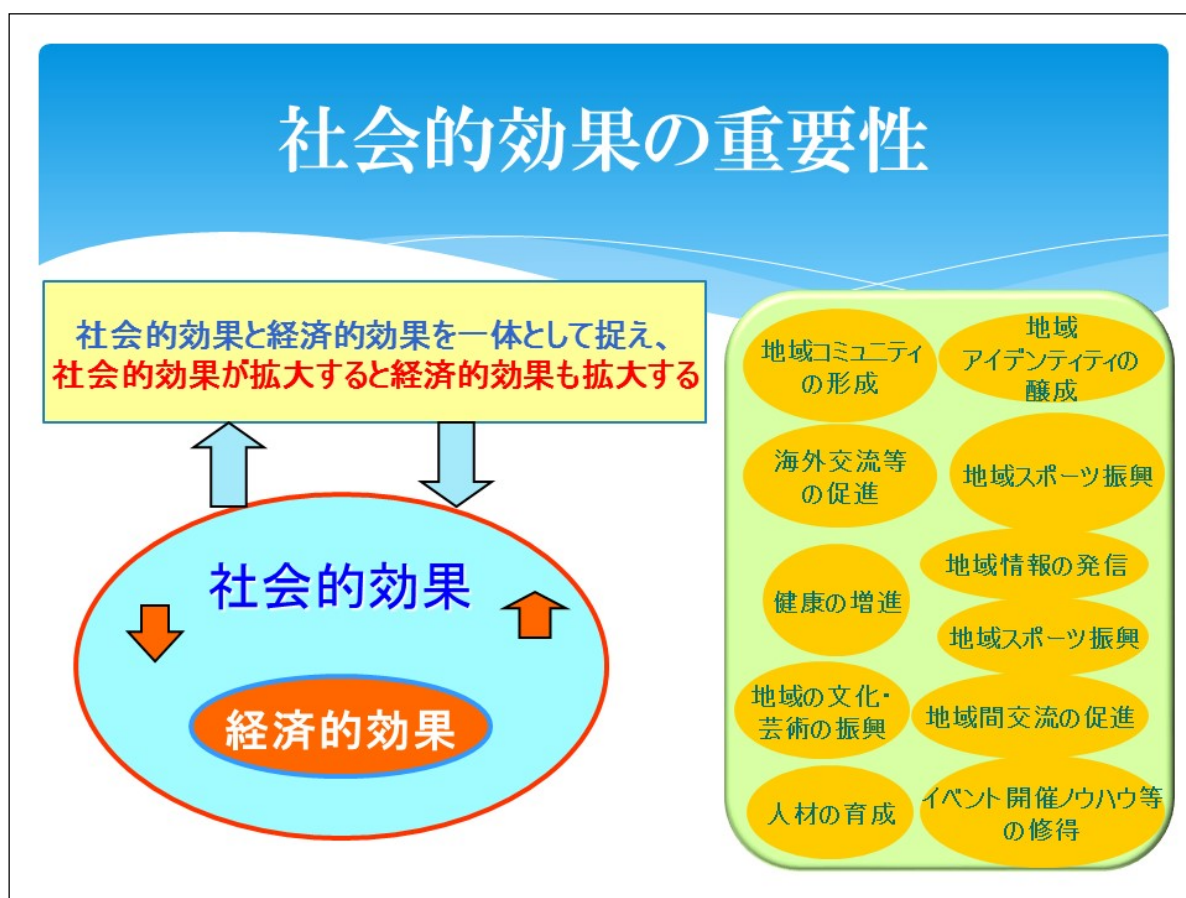 社会的効果の重要性
社会的効果と経済的効果を一体として捉え、
社会的効果が拡大すると経済的効果も拡大する
社会的効果
経済的効果
地域コミュニティ
の形成
地域
アイデンティティの
醸成
海外交流等
の促進
地域スポーツ振興
健康の増進
地域情報の発信
地域スポーツ振興
地域の文化・
芸術の振興
地域間交流の促進
人材の育成
イベント開催ノウハウ等
の修得